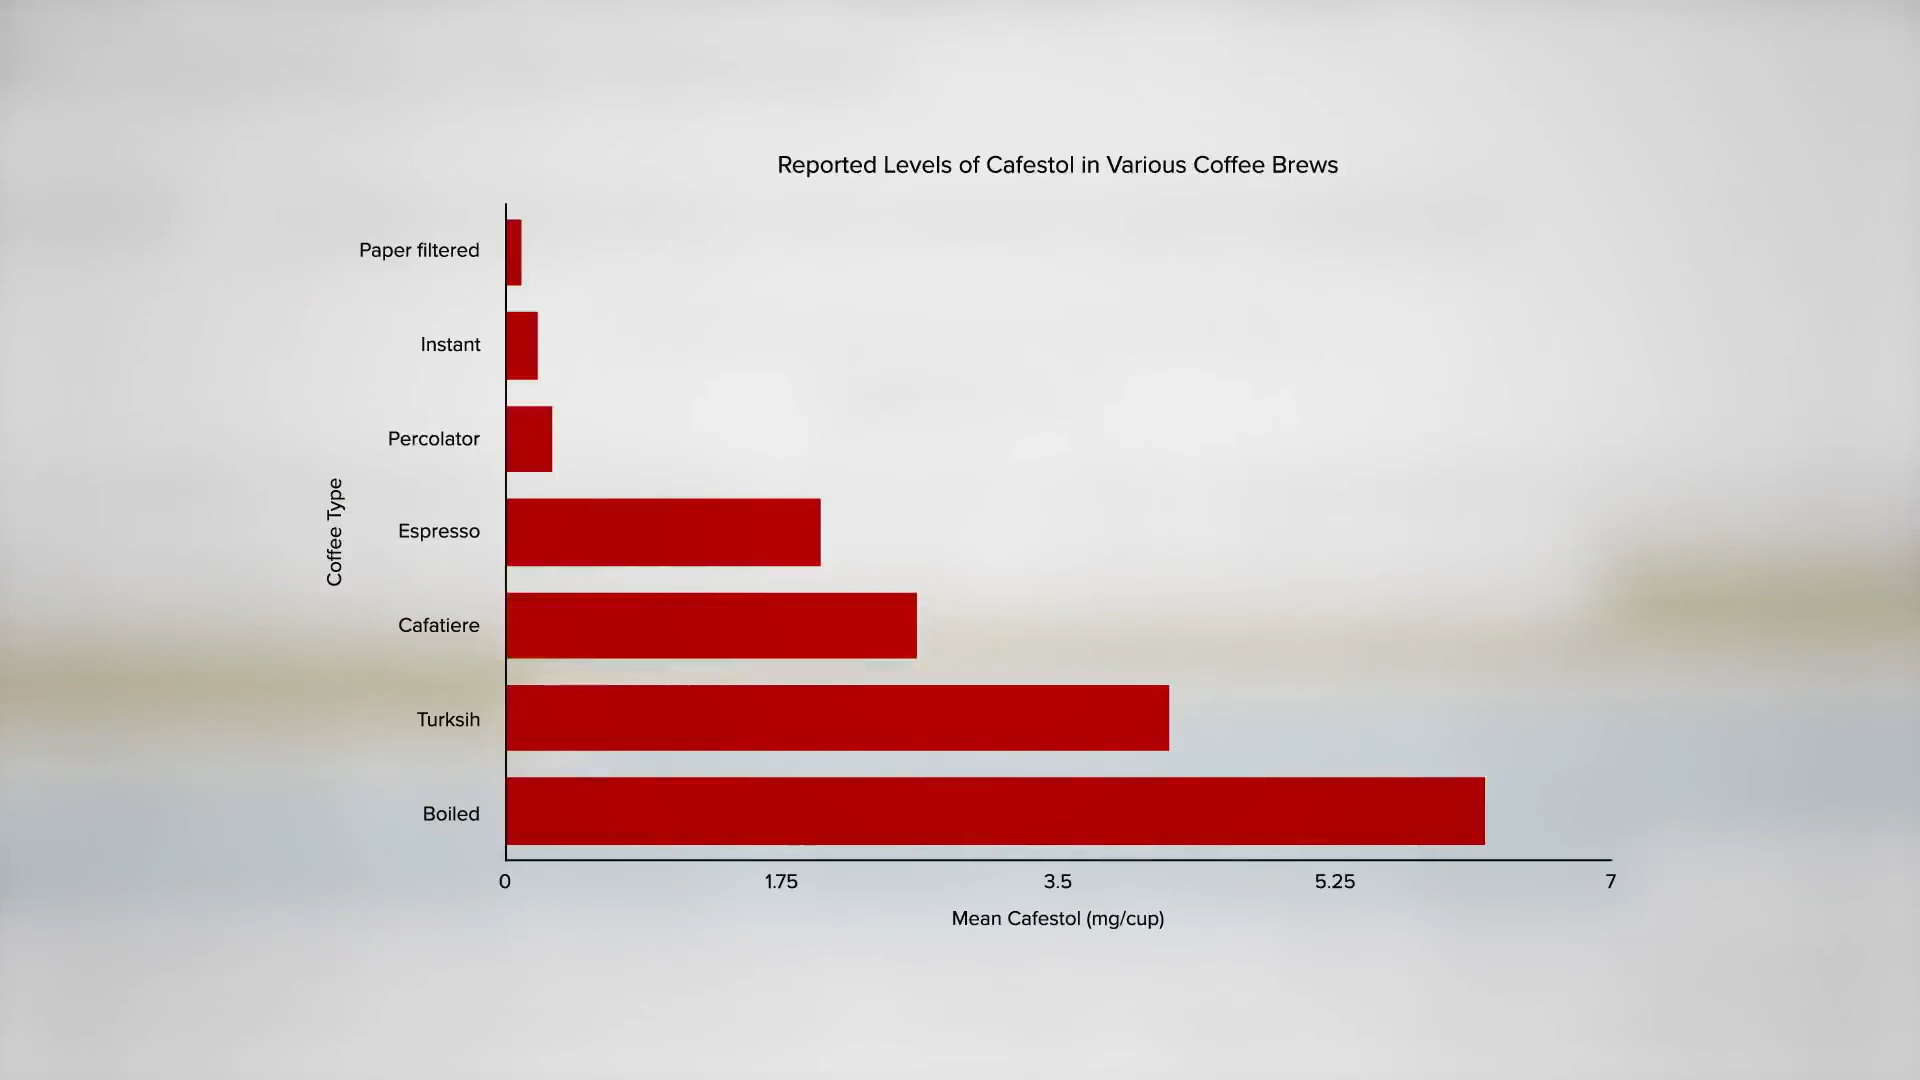 Reported Levels of Cafestol in Various Coffee Brews
Paper filtered
Instant
Percolator
Espresso
Cafatiere
Turksih
Boiled
Coffee Type
0
1.75
3.5
5.25
7
Mean Cafestol (mg/cup)